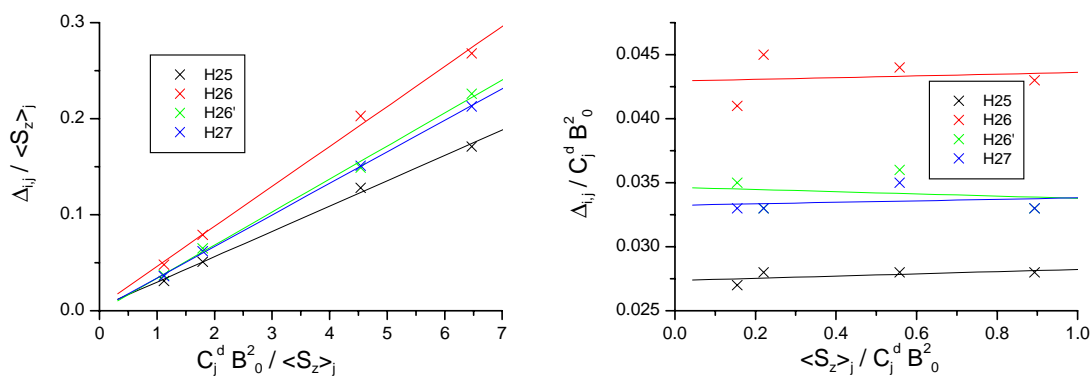 0.3
0.2
0.1
0.0
Δi,j / <Sz>j
H25
H26
H26'
H27
0 1 2 3 4 5 6 7
Cjd B20 / <Sz>j
0.045
0.040
0.035
0.030
0.025
Δi,j / Cjd B20
H25
H26
H26'
H27
0.0 0.2 0.4 0.6 0.8 1.0
<Sz>j / Cjd B20